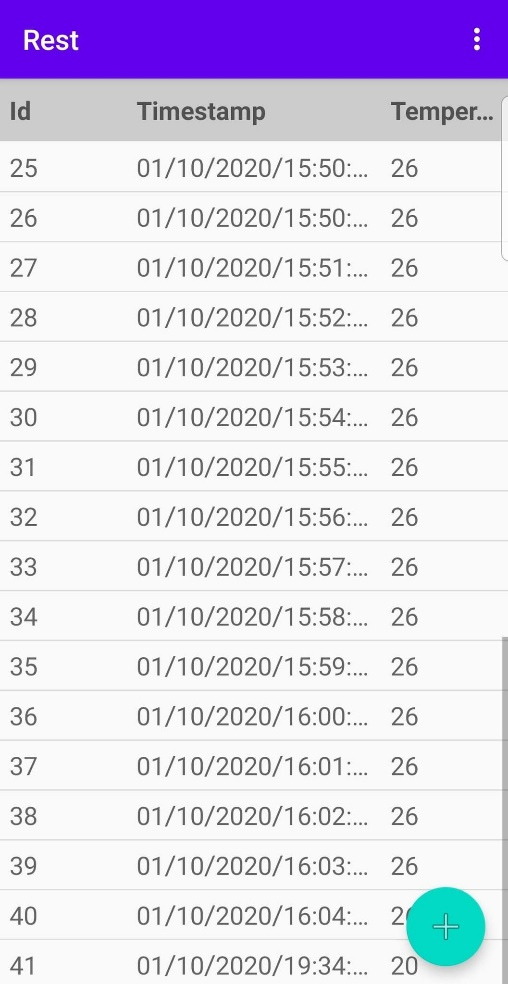 Rest
Id Timestamp Temper...
25 01/10/2020/15:50:... 26
26 01/10/2020/15:50:... 26
27 01/10/2020/15:51:... 26
28 01/10/2020/15:52:... 26
29 01/10/2020/15:53:... 26
30 01/10/2020/15:54:... 26
31 01/10/2020/15:55:... 26
32 01/10/2020/15:56:... 26
33 01/10/2020/15:57:... 26
34 01/10/2020/15:58:... 26
35 01/10/2020/15:59:... 26
36 01/10/2020/16:00:... 26
37 01/10/2020/16:01:... 26
38 01/10/2020/16:02:... 26
39 01/10/2020/16:03:... 26
40 01/10/2020/16:04:...
41 01/10/2020/19:34:... 20